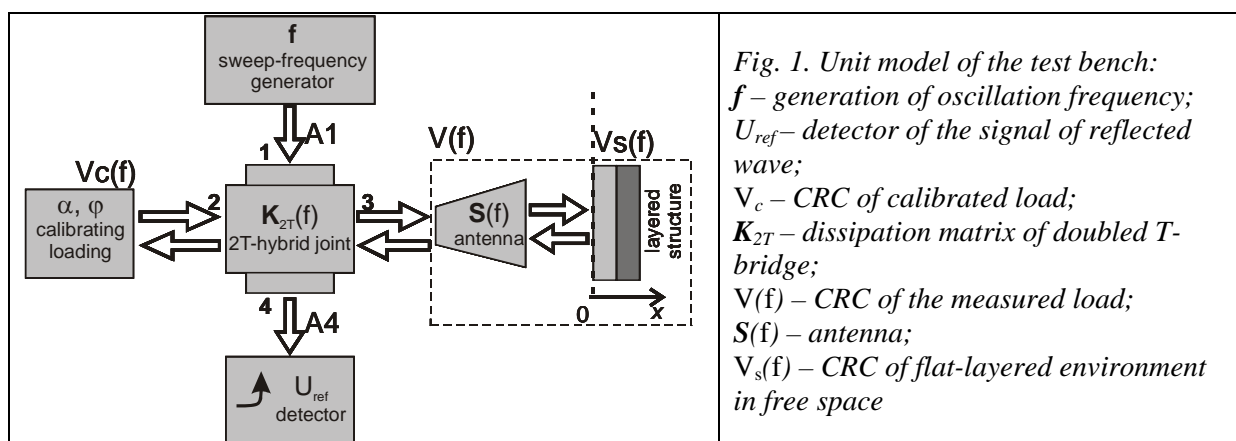 f
sweep-frequency
generator
A1
1
Vc(f)
α, φ
calibrating
loading
2
K2T(f)
2T-hybrid joint
3
4
A4
Uref
detector
V(f)
S(f)
antenna
Vs(f)
layered
structure
0
x
Fig. 1. Unit model of the test bench:
f – generation of oscillation frequency;
Uref – detector of the signal of reflected
wave;
Vc – CRC of calibrated load;
K2T – dissipation matrix of doubled T-
bridge;
V(f) – CRC of the measured load;
S(f) – antenna;
Vs(f) – CRC of flat-layered environment
in free space